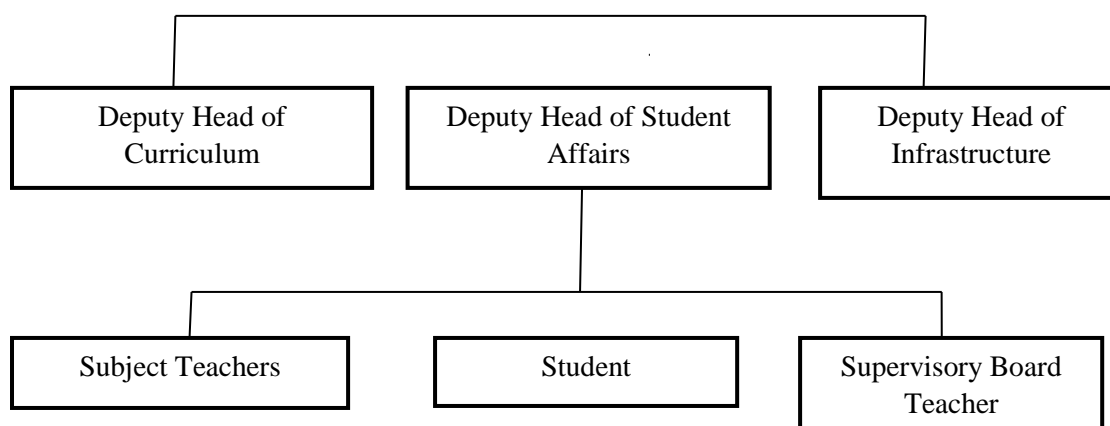 Deputy Head of
Curriculum
Deputy Head of Student
Affairs
Deputy Head of
Infrastructure
Subject Teachers
Student
Supervisory Board
Teacher